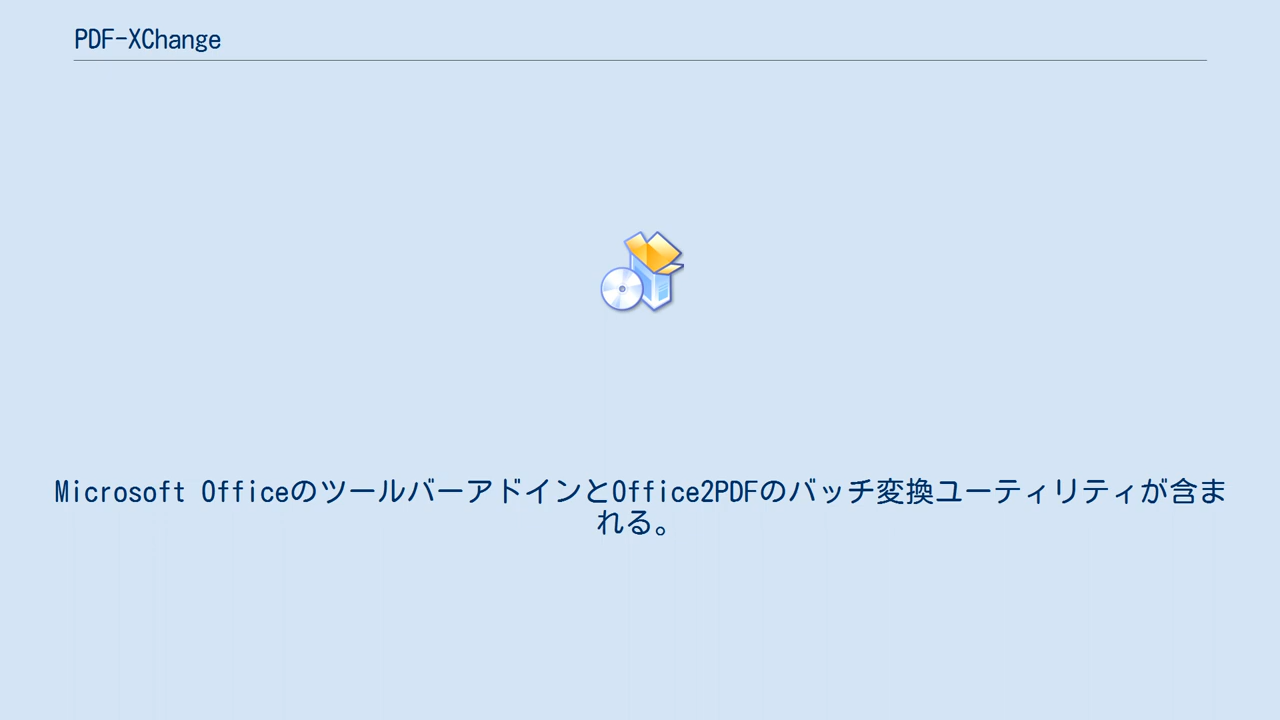 PDF-XChange
Microsoft OfficeのツールバーアドインとOffice2PDFのバッチ変換ユーティリティが含ま
れる。